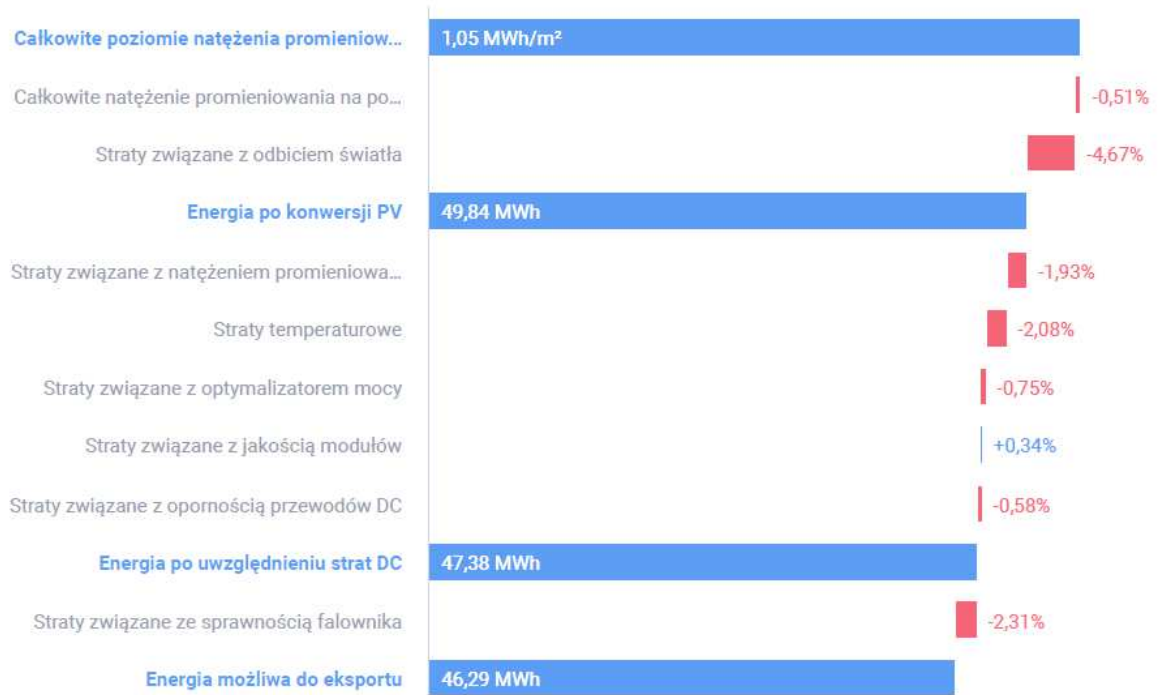 Całkowite poziomie natężenia promieniow... 1,05 MWh/m²
Całkowite natężenie promieniowania na po... -0,51%
Straty związane z odbiciem światła -4,67%
Energia po konwersji PV 49,84 MWh
Straty związane z natężeniem promieniowa... -1,93%
Straty temperaturowe -2,08%
Straty związane z optymalizatorem mocy -0,75%
Straty związane z jakością modułów +0,34%
Straty związane z opornością przewodów DC -0,58%
Energia po uwzględnieniu strat DC 47,38 MWh
Straty związane ze sprawnością falownika -2,31%
Energia możliwa do eksportu 46,29 MWh